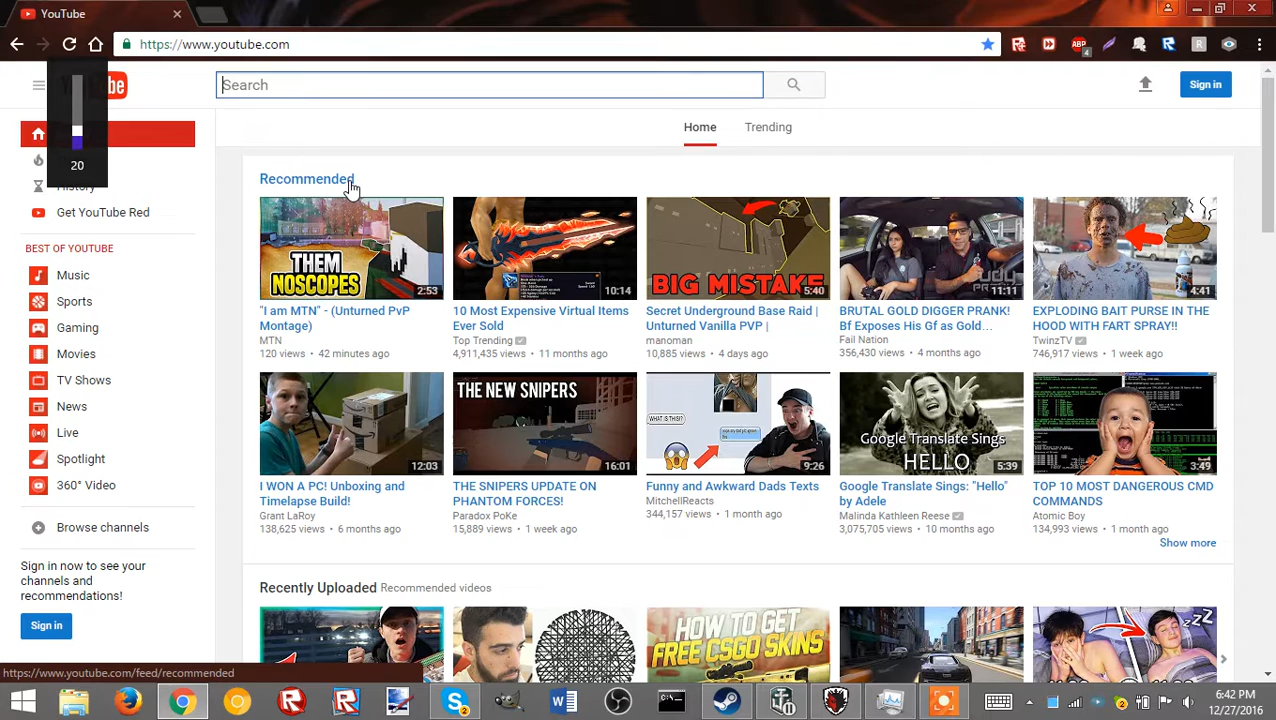 YouTube
https://www.youtube.com
ABP
4
R
be
Search
Sign in
20
Home
Trending
History
Get YouTube Red
BEST OF YOUTUBE
Music
Sports
Gaming
Movies
TV Shows
News
Live
Spotlight
360° Video
Browse channels
Sign in now to see your
channels and
recommendations!
Sign in
Recommended
THEM
NOSCOPES
2:53
10:14
BIG MISTAKE
5:40
11:11
4:41
"I am MTN" - (Unturned PvP
Montage)
MTN
120 views • 42 minutes ago
10 Most Expensive Virtual Items
Ever Sold
Top Trending
4,911,435 views • 11 months ago
Secret Underground Base Raid |
Unturned Vanilla PVP |
manoman
10,885 views • 4 days ago
BRUTAL GOLD DIGGER PRANK!
Bf Exposes His Gf as Gold...
Fail Nation
356,430 views • 4 months ago
EXPLODING BAIT PURSE IN THE
HOOD WITH FART SPRAY!!
TwinzTV
746,917 views • 1 week ago
12:03
THE NEW SNIPERS
16:01
WHAT IS THIS?
9:26
Google Translate Sings
HELLO
5:39
3:49
I WON A PC! Unboxing and
Timelapse Build!
Grant LaRoy
138,625 views • 6 months ago
THE SNIPERS UPDATE ON
PHANTOM FORCES!
Paradox PoKe
15,889 views • 1 week ago
Funny and Awkward Dads Texts
MitchellReacts
344,157 views • 1 month ago
Google Translate Sings: "Hello"
by Adele
Malinda Kathleen Reese
3,075,705 views • 10 months ago
TOP 10 MOST DANGEROUS CMD
COMMANDS
Atomic Boy
134,993 views • 1 month ago
Show more
Recently Uploaded Recommended videos
HOW TO GET
FREE CSGO SKINS
zZZ
https://www.youtube.com/feed/recommended
2
6:42 PM
12/27/2016